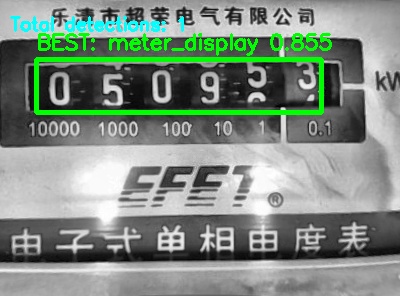 乐清市超菱电气有限公司
Total detections: 1
BEST: meter_display 0.855
0 5 0 9 5 3
kW
10000 1000 100 10 1 0.1
EFET ®
电子式单相电度表